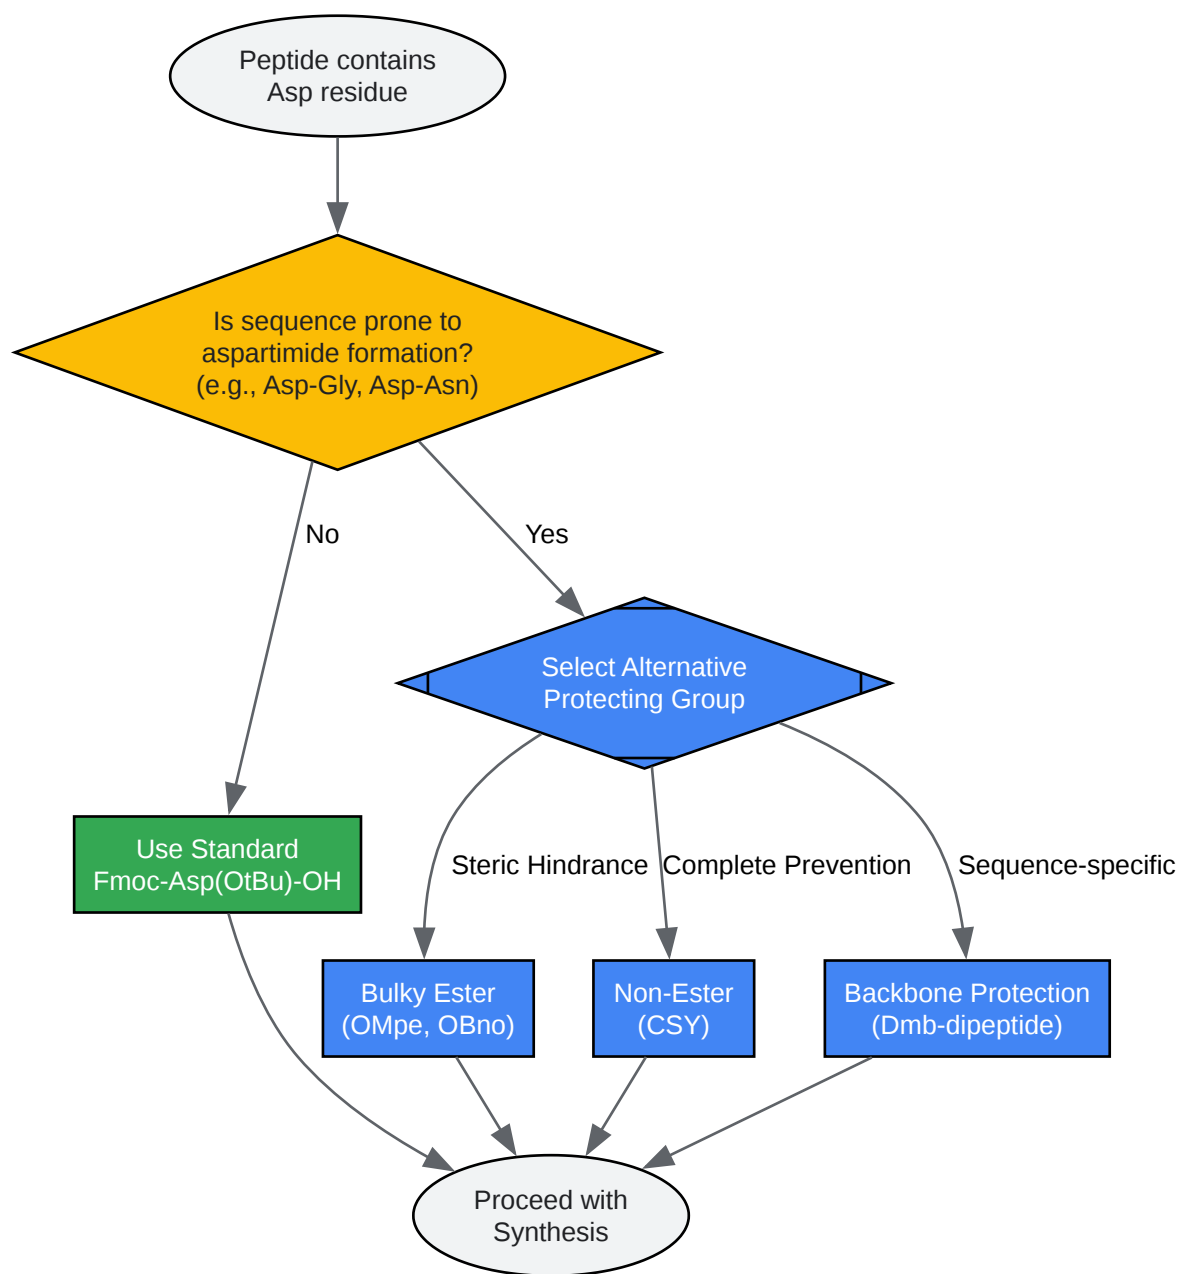 Peptide contains
Asp residue
Is sequence prone to
aspartimide formation?
(e.g., Asp-Gly, Asp-Asn)
No
Yes
Select Alternative
Protecting Group
Use Standard
Fmoc-Asp(OtBu)-OH
Steric Hindrance
Complete Prevention
Sequence-specific
Bulky Ester
(OMpe, OBno)
Non-Ester
(CSY)
Backbone Protection
(Dmb-dipeptide)
Proceed with
Synthesis